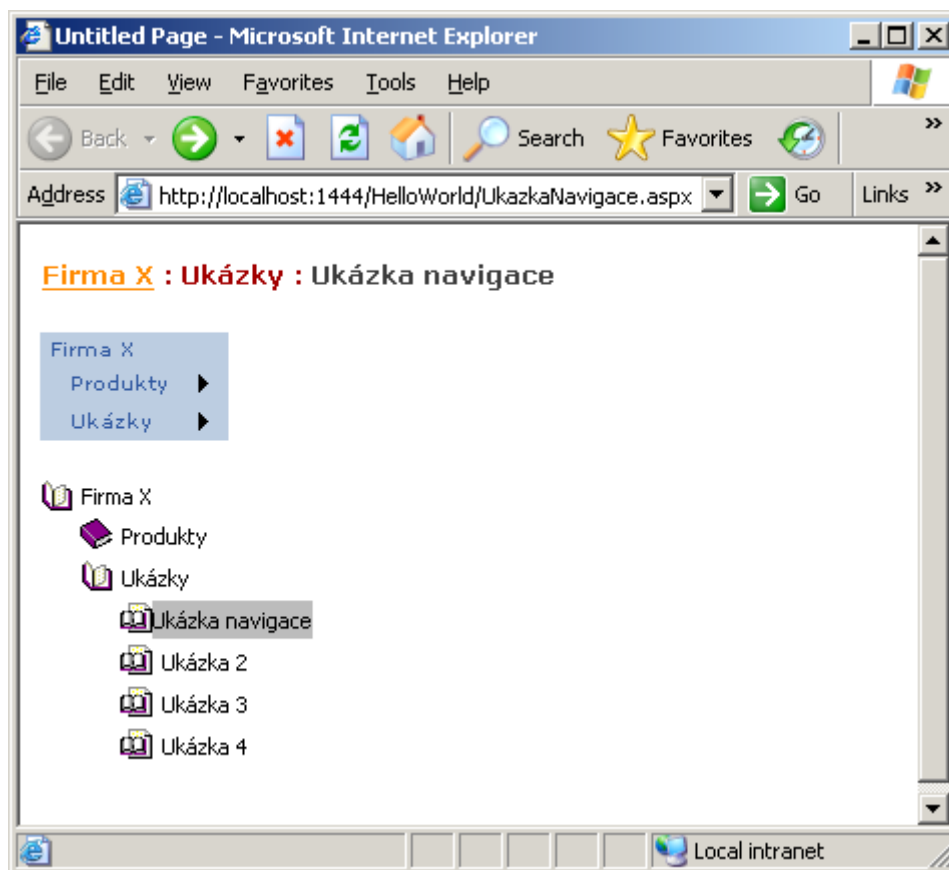 Untitled Page - Microsoft Internet Explorer
File Edit View Favorites Tools Help
Back Search Favorites »
Address http://localhost:1444/HelloWorld/UkazkaNavigace.aspx Go Links »
Firma X : Ukázky : Ukázka navigace
Firma X
Produkty
Ukázky
Firma X
Produkty
Ukázky
Ukázka navigace
Ukázka 2
Ukázka 3
Ukázka 4
Local intranet